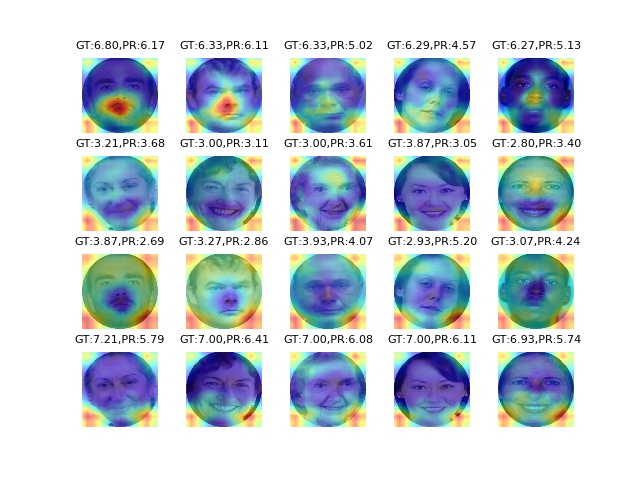 GT:6.80,PR:6.17 GT:6.33,PR:6.11 GT:6.33,PR:5.02 GT:6.29,PR:4.57 GT:6.27,PR:5.13
GT:3.21,PR:3.68 GT:3.00,PR:3.11 GT:3.00,PR:3.61 GT:3.87,PR:3.05 GT:2.80,PR:3.40
GT:3.87,PR:2.69 GT:3.27,PR:2.86 GT:3.93,PR:4.07 GT:2.93,PR:5.20 GT:3.07,PR:4.24
GT:7.21,PR:5.79 GT:7.00,PR:6.41 GT:7.00,PR:6.08 GT:7.00,PR:6.11 GT:6.93,PR:5.74